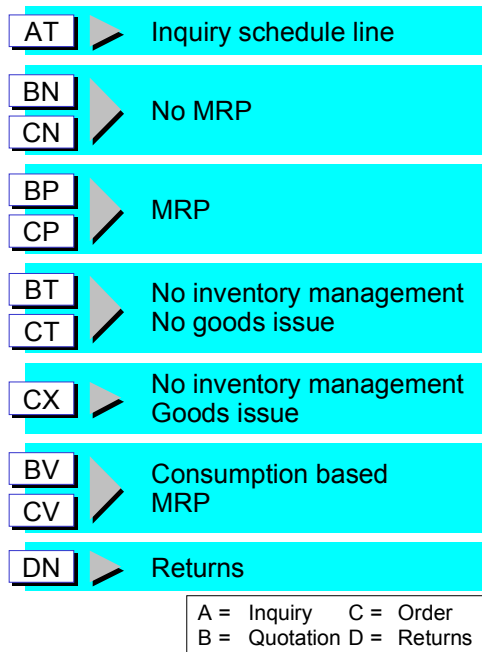 AT Inquiry schedule line
BN
No MRP
CN
BP
MRP
CP
BT No inventory management
CT No goods issue
CX No inventory management
Goods issue
BV Consumption based
CV MRP
DN Returns
A = Inquiry C = Order
B = Quotation D = Returns